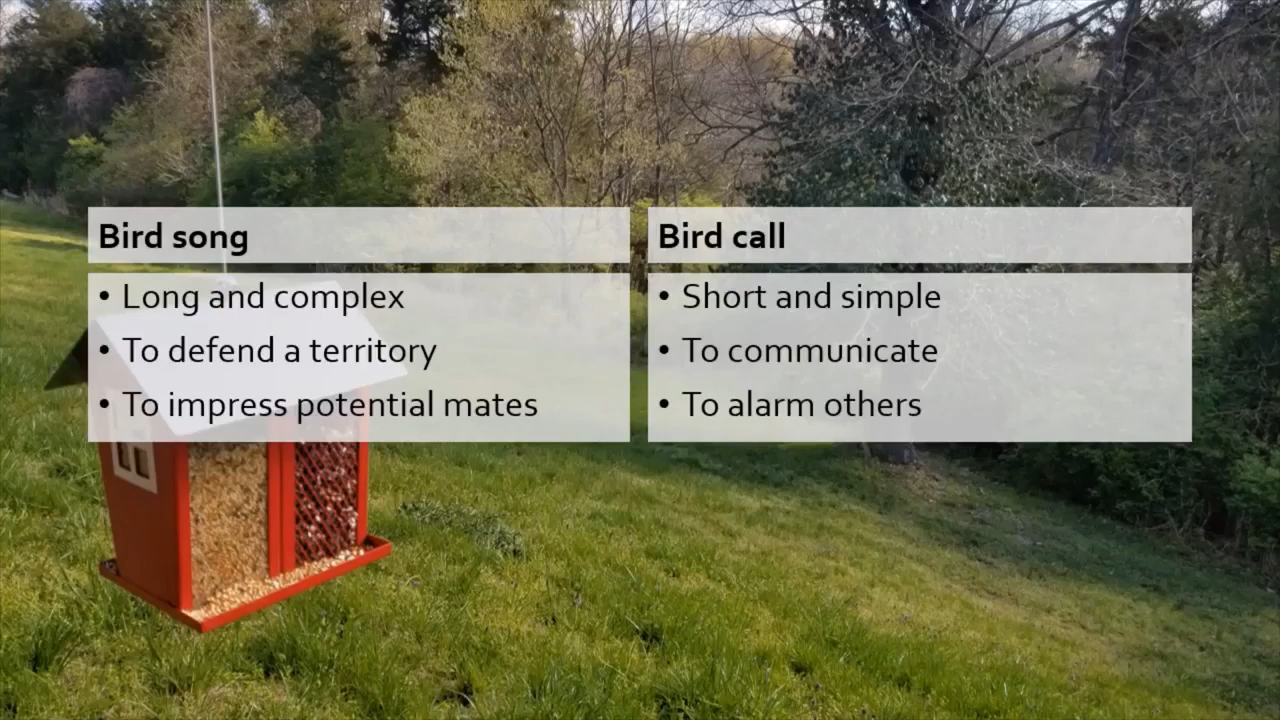 Bird song
• Long and complex
• To defend a territory
• To impress potential mates
Bird call
• Short and simple
• To communicate
• To alarm others